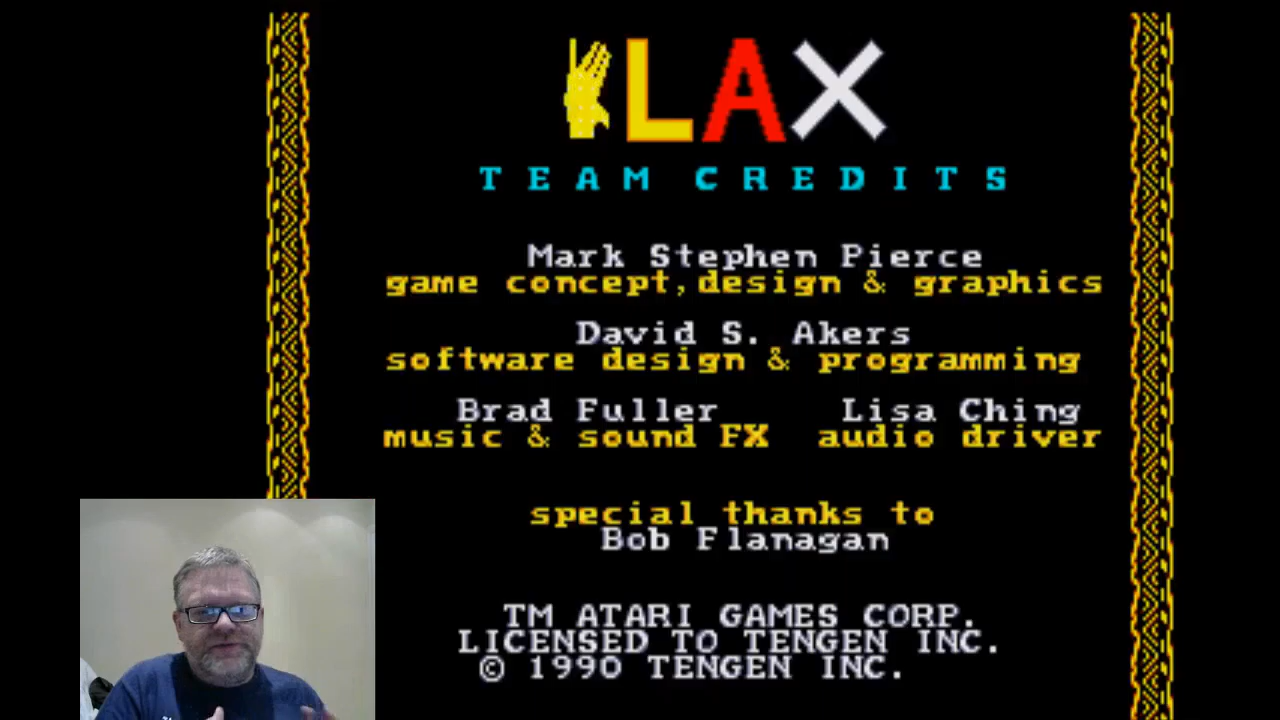 KLAX
TEAM CREDITS
Mark Stephen Pierce
game concept, design & graphics
David S. Akers
software design & programming
Brad Fuller Lisa Ching
music & sound FX audio driver
special thanks to
Bob Flanagan
TM ATARI GAMES CORP.
LICENSED TO TENGEN INC.
© 1990 TENGEN INC.